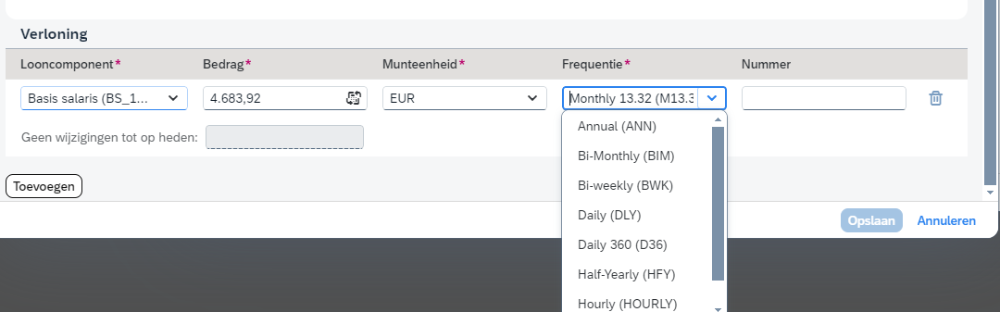 Verloning
Looncomponent* Bedrag* Munteenheid* Frequentie* Nummer
Basis salaris (BS_1... 4.683,92 EUR Monthly 13.32 (M13.3
Geen wijzigingen tot op heden:
Annual (ANN)
Bi-Monthly (BIM)
Bi-weekly (BWK)
Daily (DLY)
Daily 360 (D36)
Half-Yearly (HFY)
Hourly (HOURLY)
Toevoegen
Opslaan Annuleren